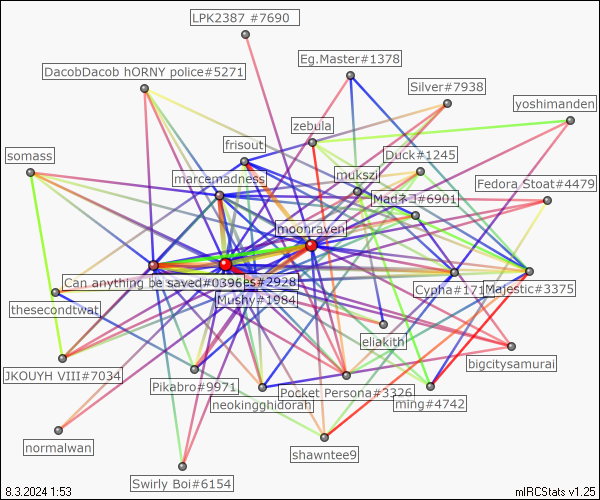 LPK2387 #7690
Eg.Master#1378
DacobDacob hORNY police#5271
Silver#7938
yoshimanden
zebula
frisout
Duck#1245
somass
mukszi
marcemadness
Fedora Stoat#4479
Madネコ#6901
moonraven
Can anything be saved#0396
es#2928
Cypha#171
Majestic#3375
Mushy#1984
thesecondtwat
eliakith
bigcitysamurai
JKOUYH VIII#7034
Pikabro#9971
Pocket Persona#3326
neokingghidorah
ming#4742
normalwan
shawntee9
Swirly Boi#6154
8.3.2024 1:53
mIRCStats v1.25